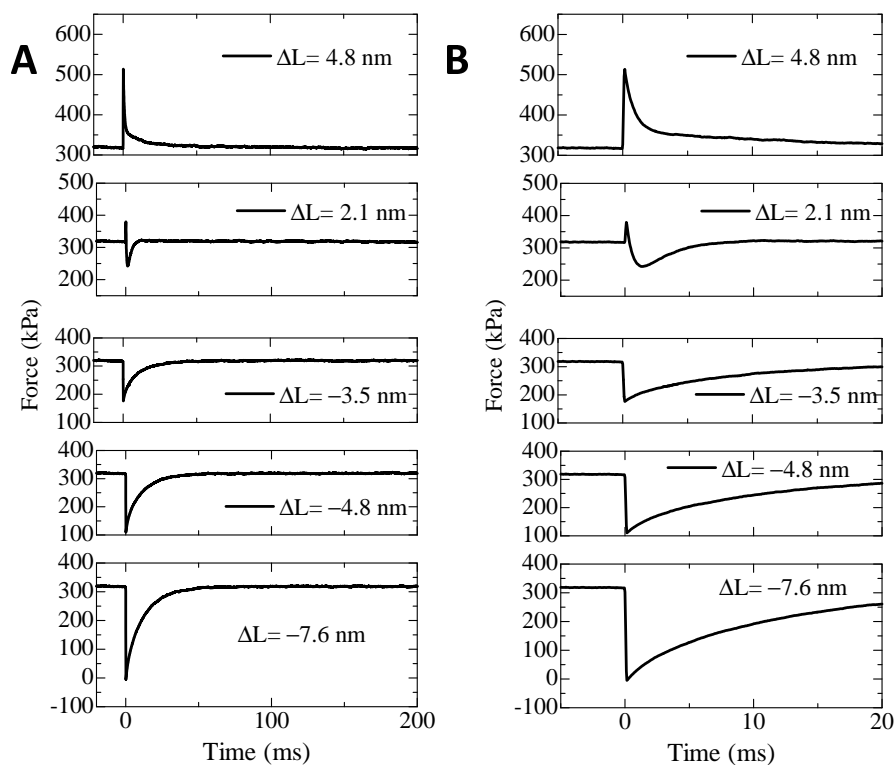 A
650
600
500
400
300
ΔL= 4.8 nm
500
400
300
200
ΔL= 2.1 nm
400
300
200
100
ΔL= −3.5 nm
400
300
200
100
ΔL= −4.8 nm
400
300
200
100
0
-100
ΔL= −7.6 nm
0 100 200
Time (ms)
Force (kPa)
B
600
500
400
300
ΔL= 4.8 nm
500
400
300
200
ΔL= 2.1 nm
400
300
200
100
ΔL= −3.5 nm
400
300
200
100
ΔL= −4.8 nm
400
300
200
100
0
-100
ΔL= −7.6 nm
0 10 20
Time (ms)
Force (kPa)